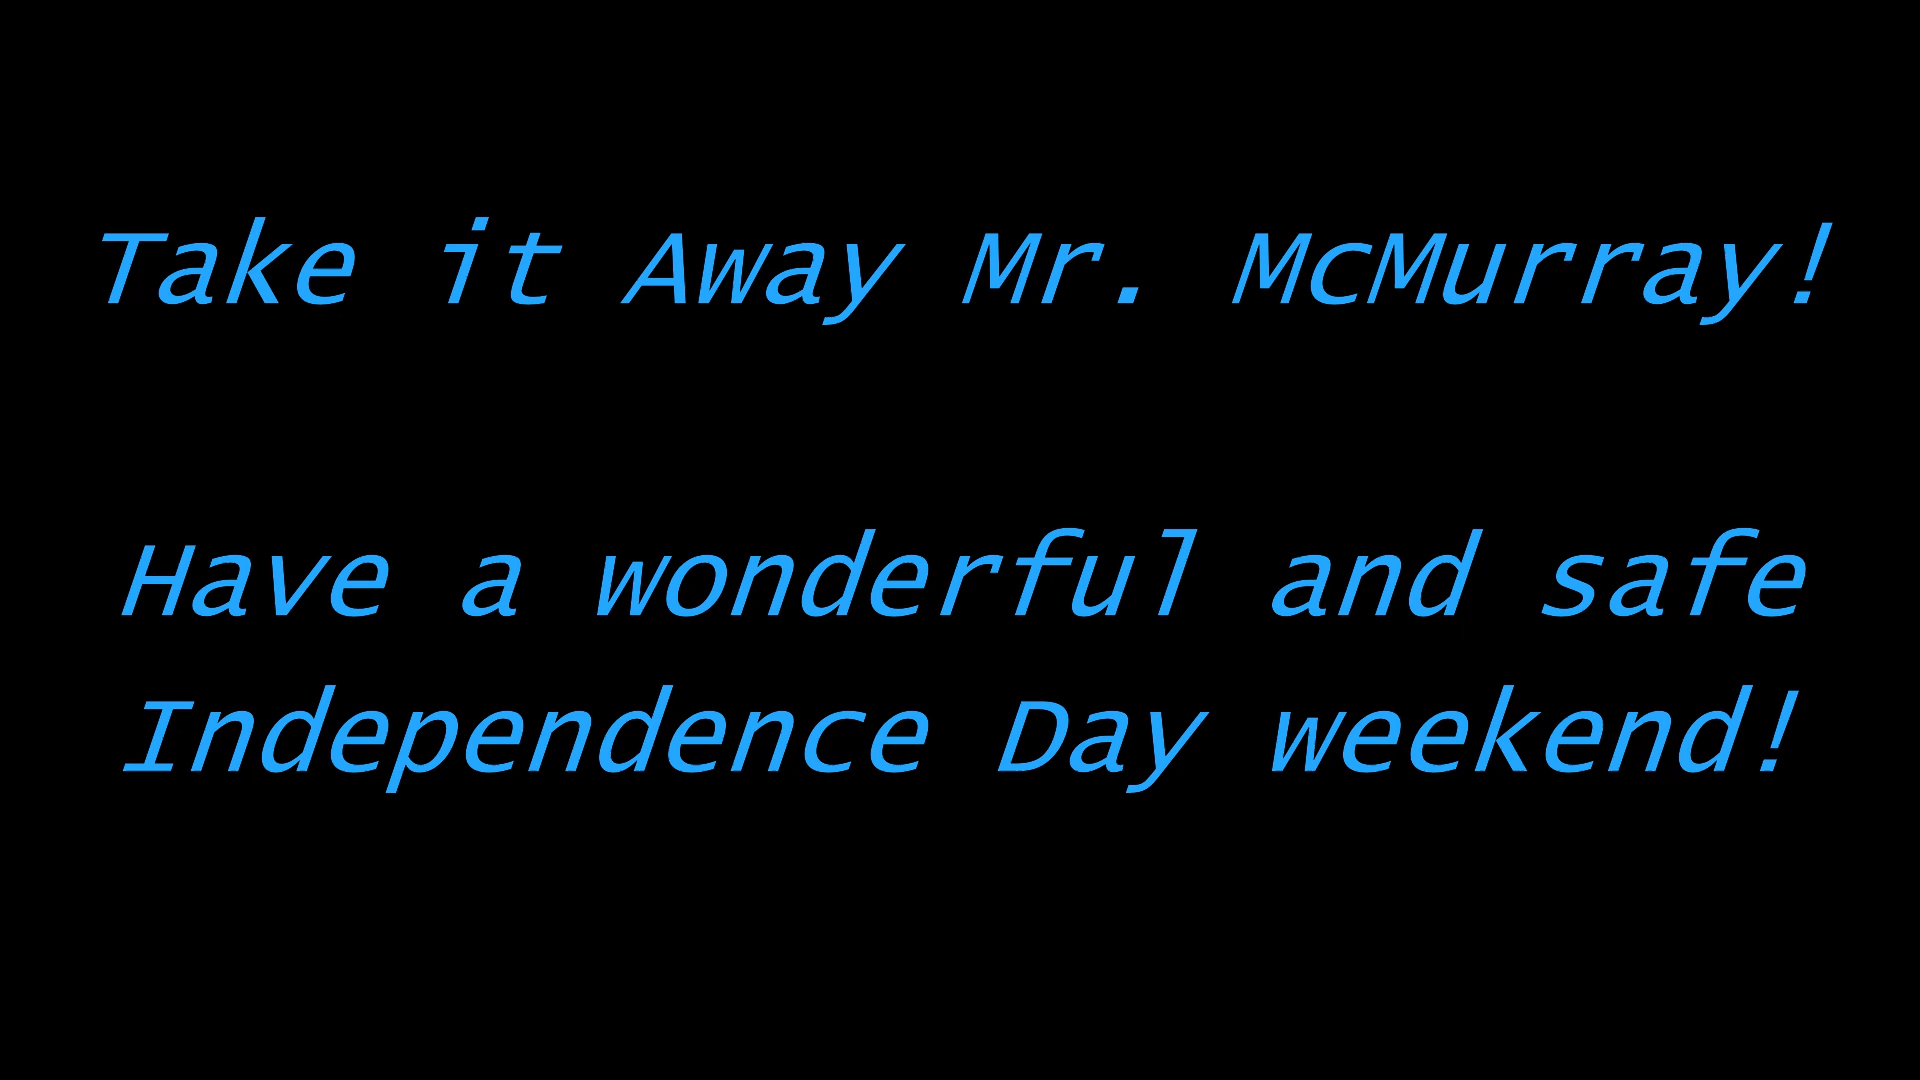 Take it Away Mr. McMurray!
Have a wonderful and safe
Independence Day weekend!